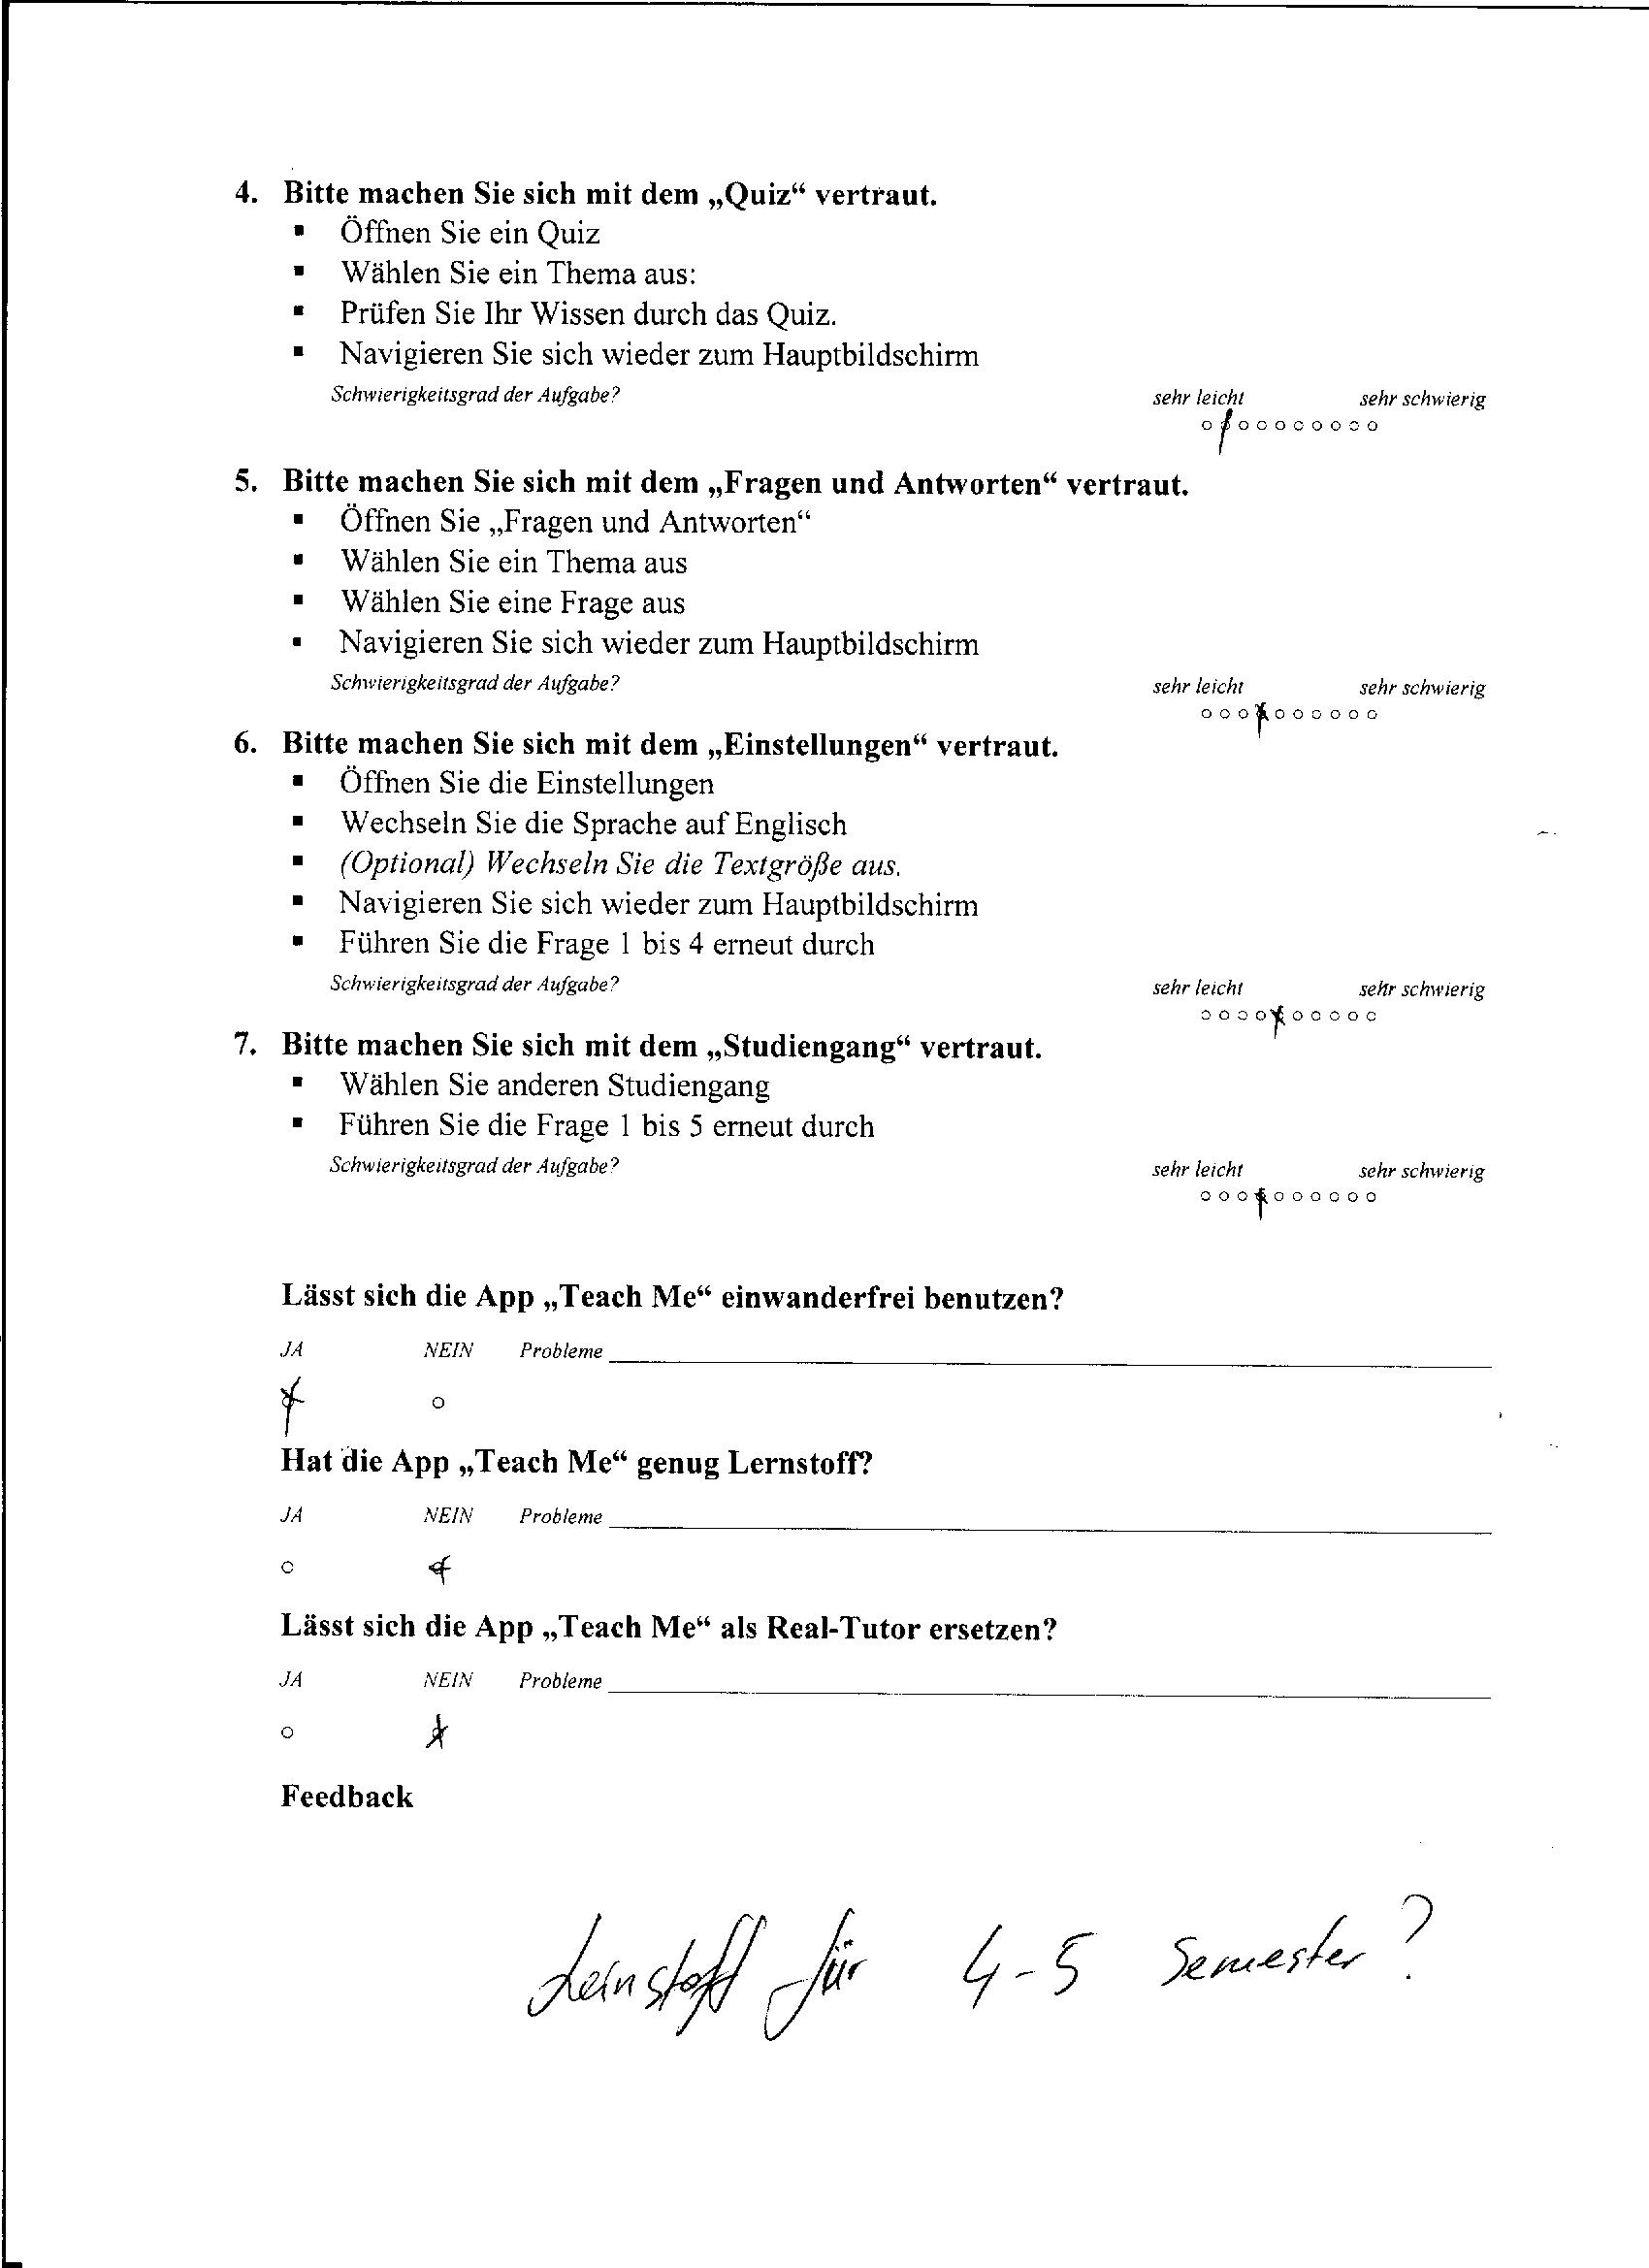 4. Bitte machen Sie sich mit dem „Quiz“ vertraut.
▪ Öffnen Sie ein Quiz
▪ Wählen Sie ein Thema aus:
▪ Prüfen Sie Ihr Wissen durch das Quiz.
▪ Navigieren Sie sich wieder zum Hauptbildschirm
Schwierigkeitsgrad der Aufgabe? sehr leicht sehr schwierig
5. Bitte machen Sie sich mit dem „Fragen und Antworten“ vertraut.
▪ Öffnen Sie „Fragen und Antworten“
▪ Wählen Sie ein Thema aus
▪ Wählen Sie eine Frage aus
▪ Navigieren Sie sich wieder zum Hauptbildschirm
Schwierigkeitsgrad der Aufgabe? sehr leicht sehr schwierig
6. Bitte machen Sie sich mit dem „Einstellungen“ vertraut.
▪ Öffnen Sie die Einstellungen
▪ Wechseln Sie die Sprache auf Englisch
▪ (Optional) Wechseln Sie die Textgröße aus.
▪ Navigieren Sie sich wieder zum Hauptbildschirm
▪ Führen Sie die Frage 1 bis 4 erneut durch
Schwierigkeitsgrad der Aufgabe? sehr leicht sehr schwierig
7. Bitte machen Sie sich mit dem „Studiengang“ vertraut.
▪ Wählen Sie anderen Studiengang
▪ Führen Sie die Frage 1 bis 5 erneut durch
Schwierigkeitsgrad der Aufgabe? sehr leicht sehr schwierig
Lässt sich die App „Teach Me“ einwanderfrei benutzen?
JA NEIN Probleme
Hat die App „Teach Me“ genug Lernstoff?
JA NEIN Probleme
Lässt sich die App „Teach Me“ als Real-Tutor ersetzen?
JA NEIN Probleme
Feedback
Lernstoff für 4-5 Semester?